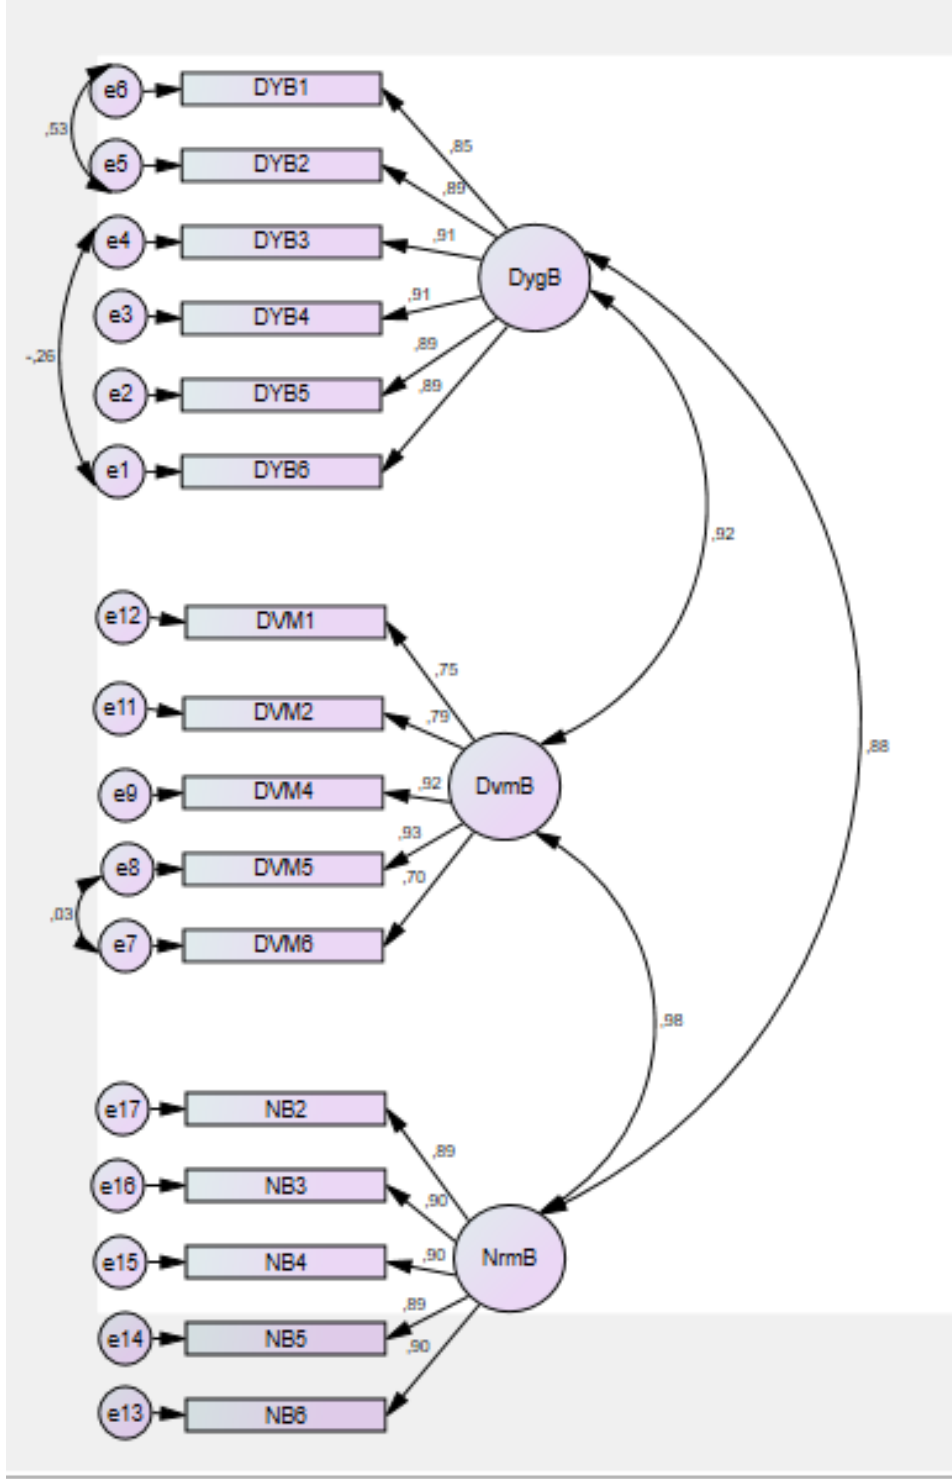 e6 DYB1
,85
,53
e5 DYB2
,89
e4 DYB3
,91
DygB
,91
e3 DYB4
,89
-,26
e2 DYB5
,89
e1 DYB6
,92
e12 DVM1
,75
e11 DVM2
,79
,88
e9 DVM4
,92
DvmB
,93
e8 DVM5
,70
,03
e7 DVM6
,98
e17 NB2
,89
e16 NB3
,90
e15 NB4
,90
NrmB
,89
e14 NB5
,90
e13 NB6